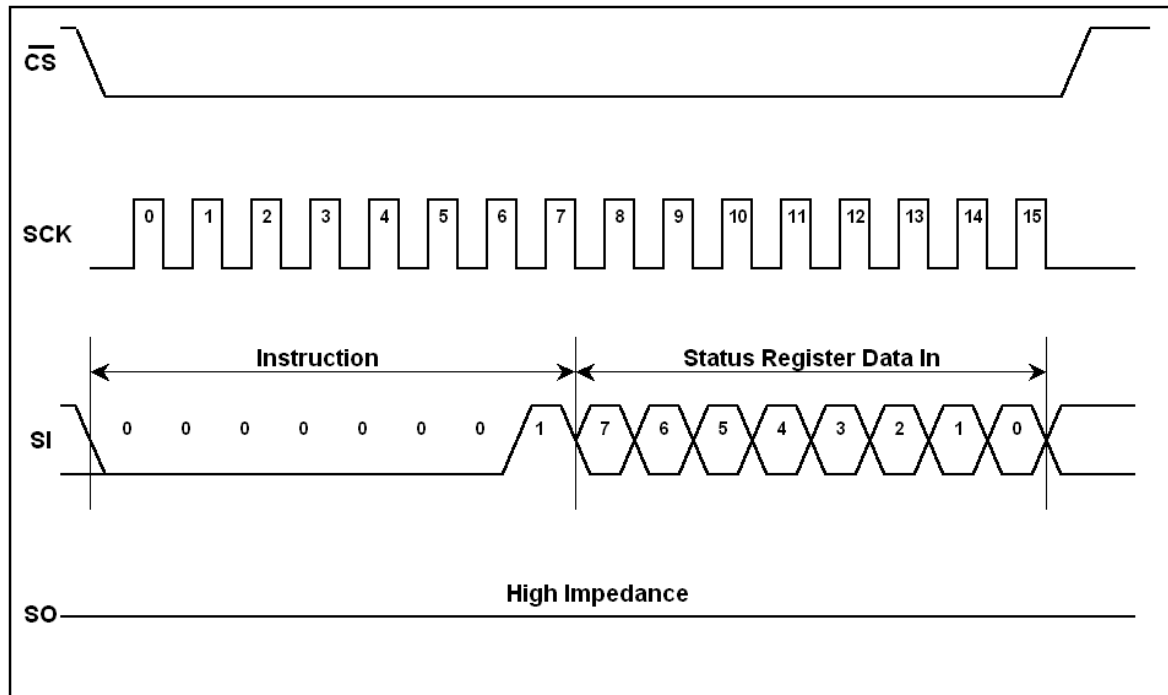 CS
SCK
0 1 2 3 4 5 6 7 8 9 10 11 12 13 14 15
Instruction
Status Register Data In
SI
0 0 0 0 0 0 0 1 7 6 5 4 3 2 1 0
High Impedance
SO